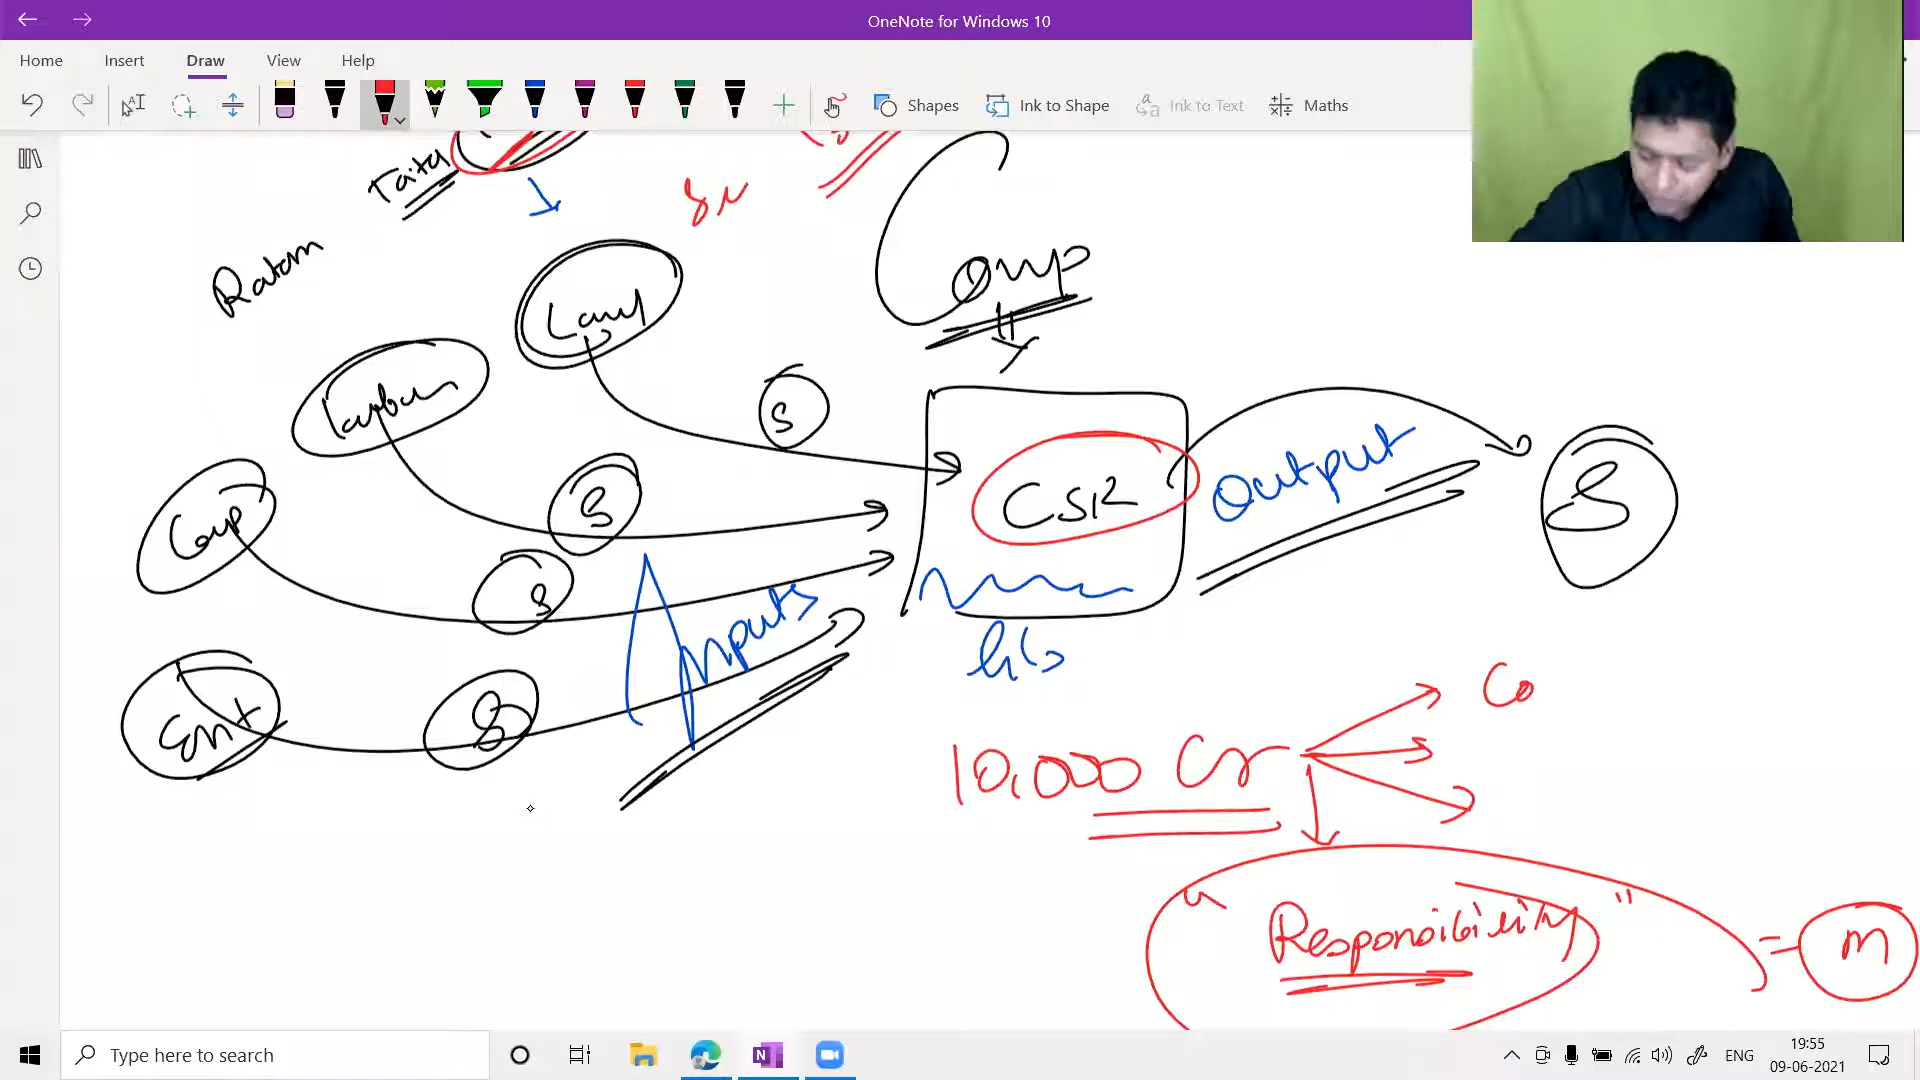 OneNote for Windows 10
Home Insert Draw View Help
Shapes Ink to Shape Ink to Text Maths
Ratan
Comp
Land
S
S
Cap
CSR
Output
S
S
Inputs
Ent
S
10,000 Cr
Co
" Responsibility "
= m
Type here to search
ENG
19:55
09-06-2021